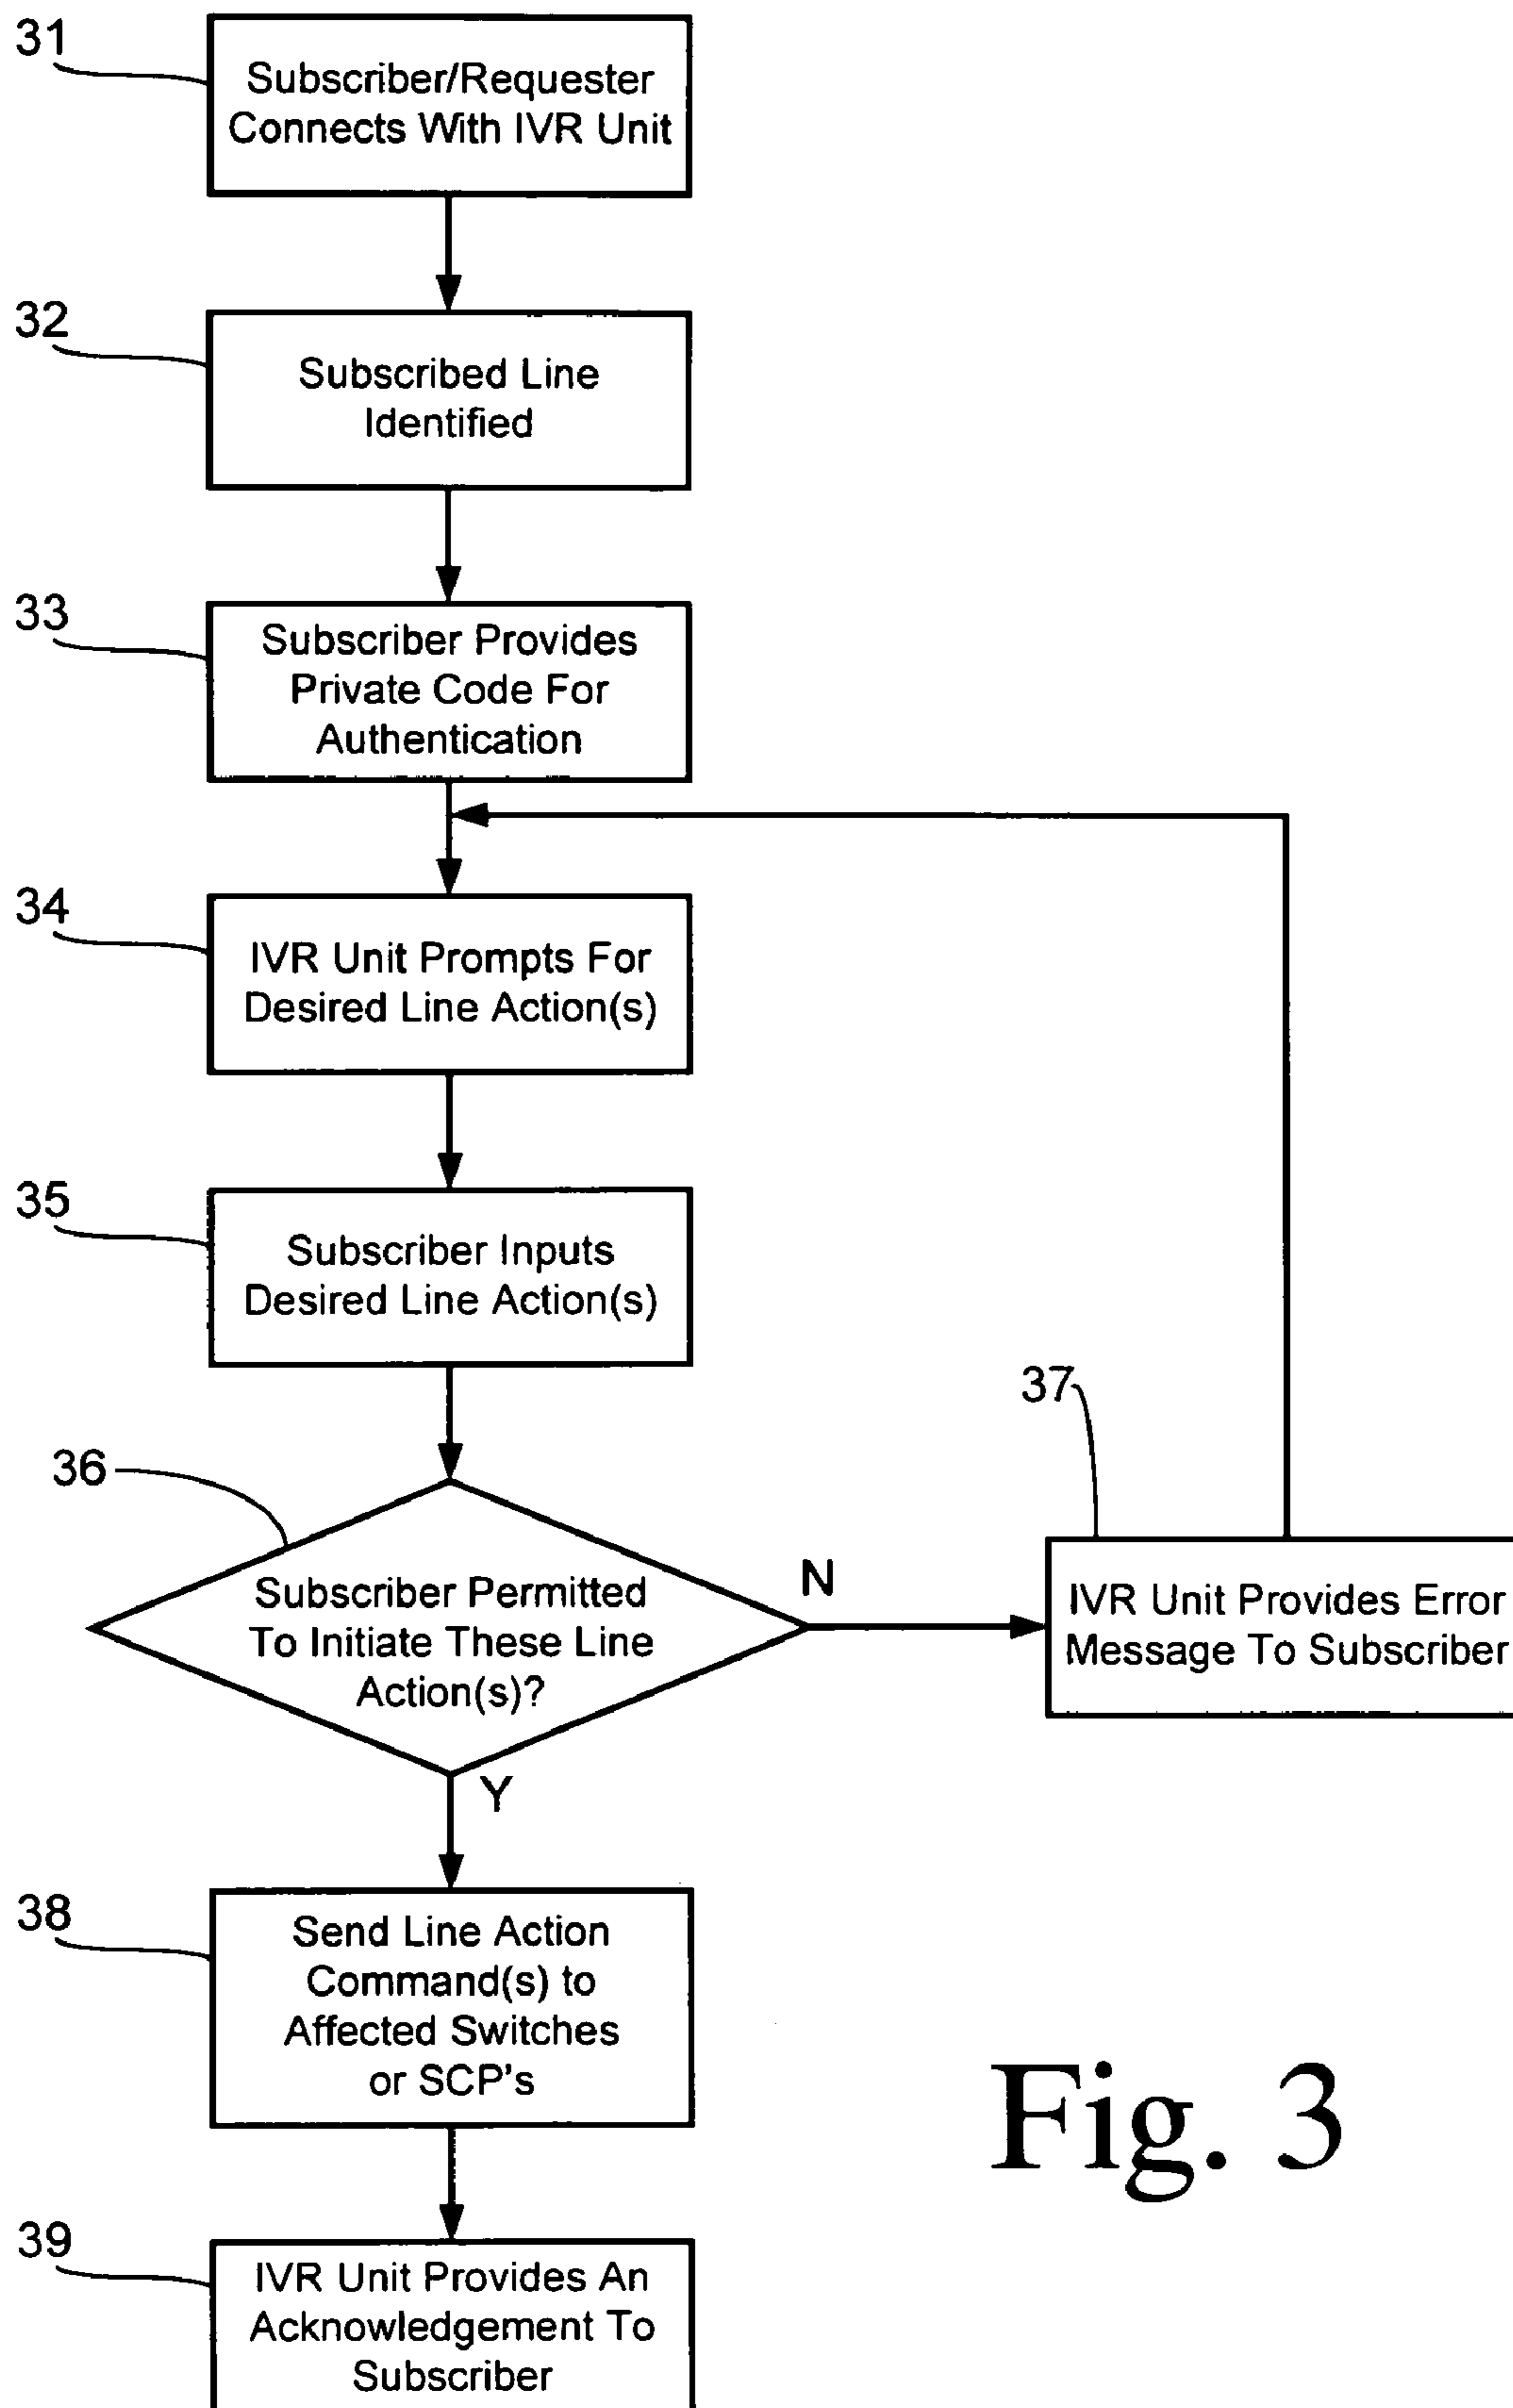 31
Subscriber/Requester
Connects With IVR Unit
32
Subscribed Line
Identified
33
Subscriber Provides
Private Code For
Authentication
34
IVR Unit Prompts For
Desired Line Action(s)
35
Subscriber Inputs
Desired Line Action(s)
36
Subscriber Permitted
To Initiate These Line
Action(s)?
N
37
IVR Unit Provides Error
Message To Subscriber
Y
38
Send Line Action
Command(s) to
Affected Switches
or SCP's
39
IVR Unit Provides An
Acknowledgement To
Subscriber
Fig. 3